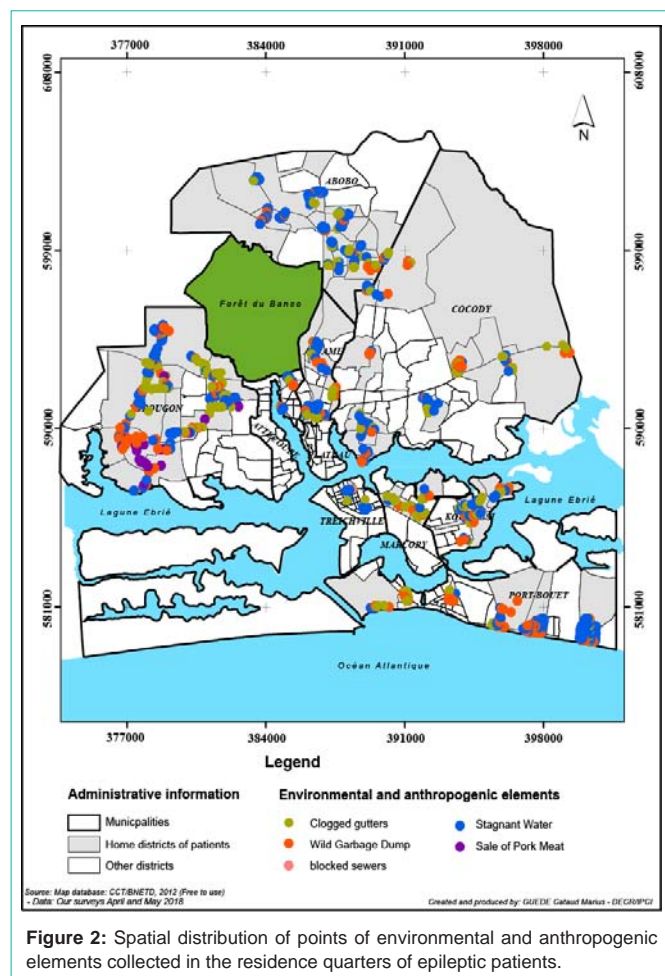 377000 384000 391000 398000
608000 608000
N
ABOBO
599000 599000
Forêt du Banco
COCODY
590000 590000
PLATEAU
Lagune Ebrié
Lagune Ebrié
TREICHVILLE
MARCORY
PORT-BOUET
581000 581000
Océan Atlantique
377000 384000 391000 398000
Legend
Administrative information
Municpalities
Home districts of patients
Other districts
Environmental and anthropogenic elements
Clogged gutters
Wild Garbage Dump
blocked sewers
Stagnant Water
Sale of Pork Meat
Source: Map database: CCT/BNETD, 2012 (Free to use)
- Data: Our surveys April and May 2018
Created and produced by: GUEDE Gataud Marius - DEGR/IPCI
Figure 2: Spatial distribution of points of environmental and anthropogenic
elements collected in the residence quarters of epileptic patients.